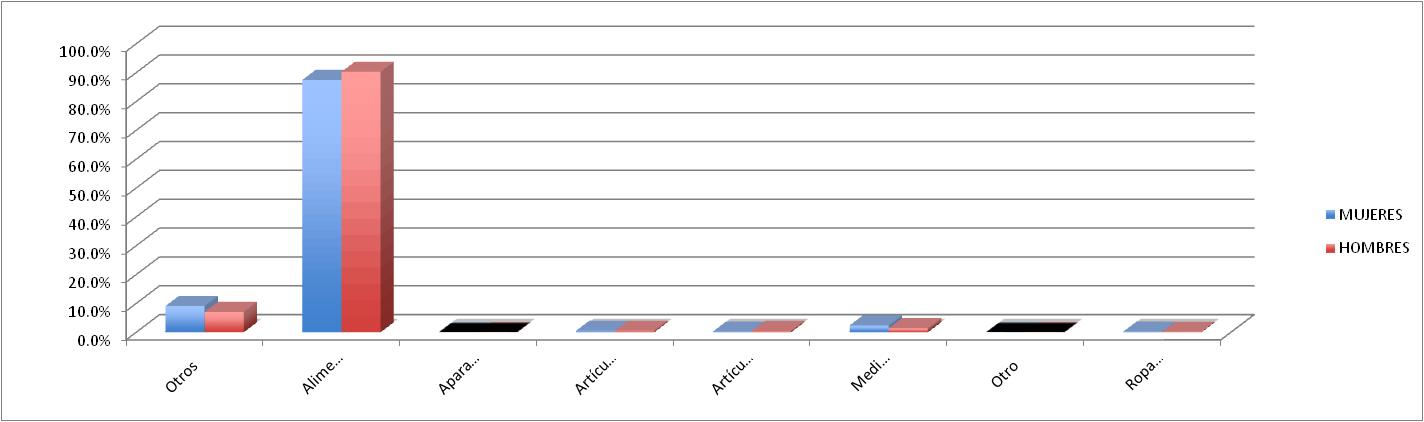 100.0%
90.0%
80.0%
70.0%
60.0%
50.0%
40.0%
30.0%
20.0%
10.0%
0.0%
Otros
Alime...
Apara...
Artícu...
Artícu...
Medi...
Otro
Ropa...
MUJERES
HOMBRES